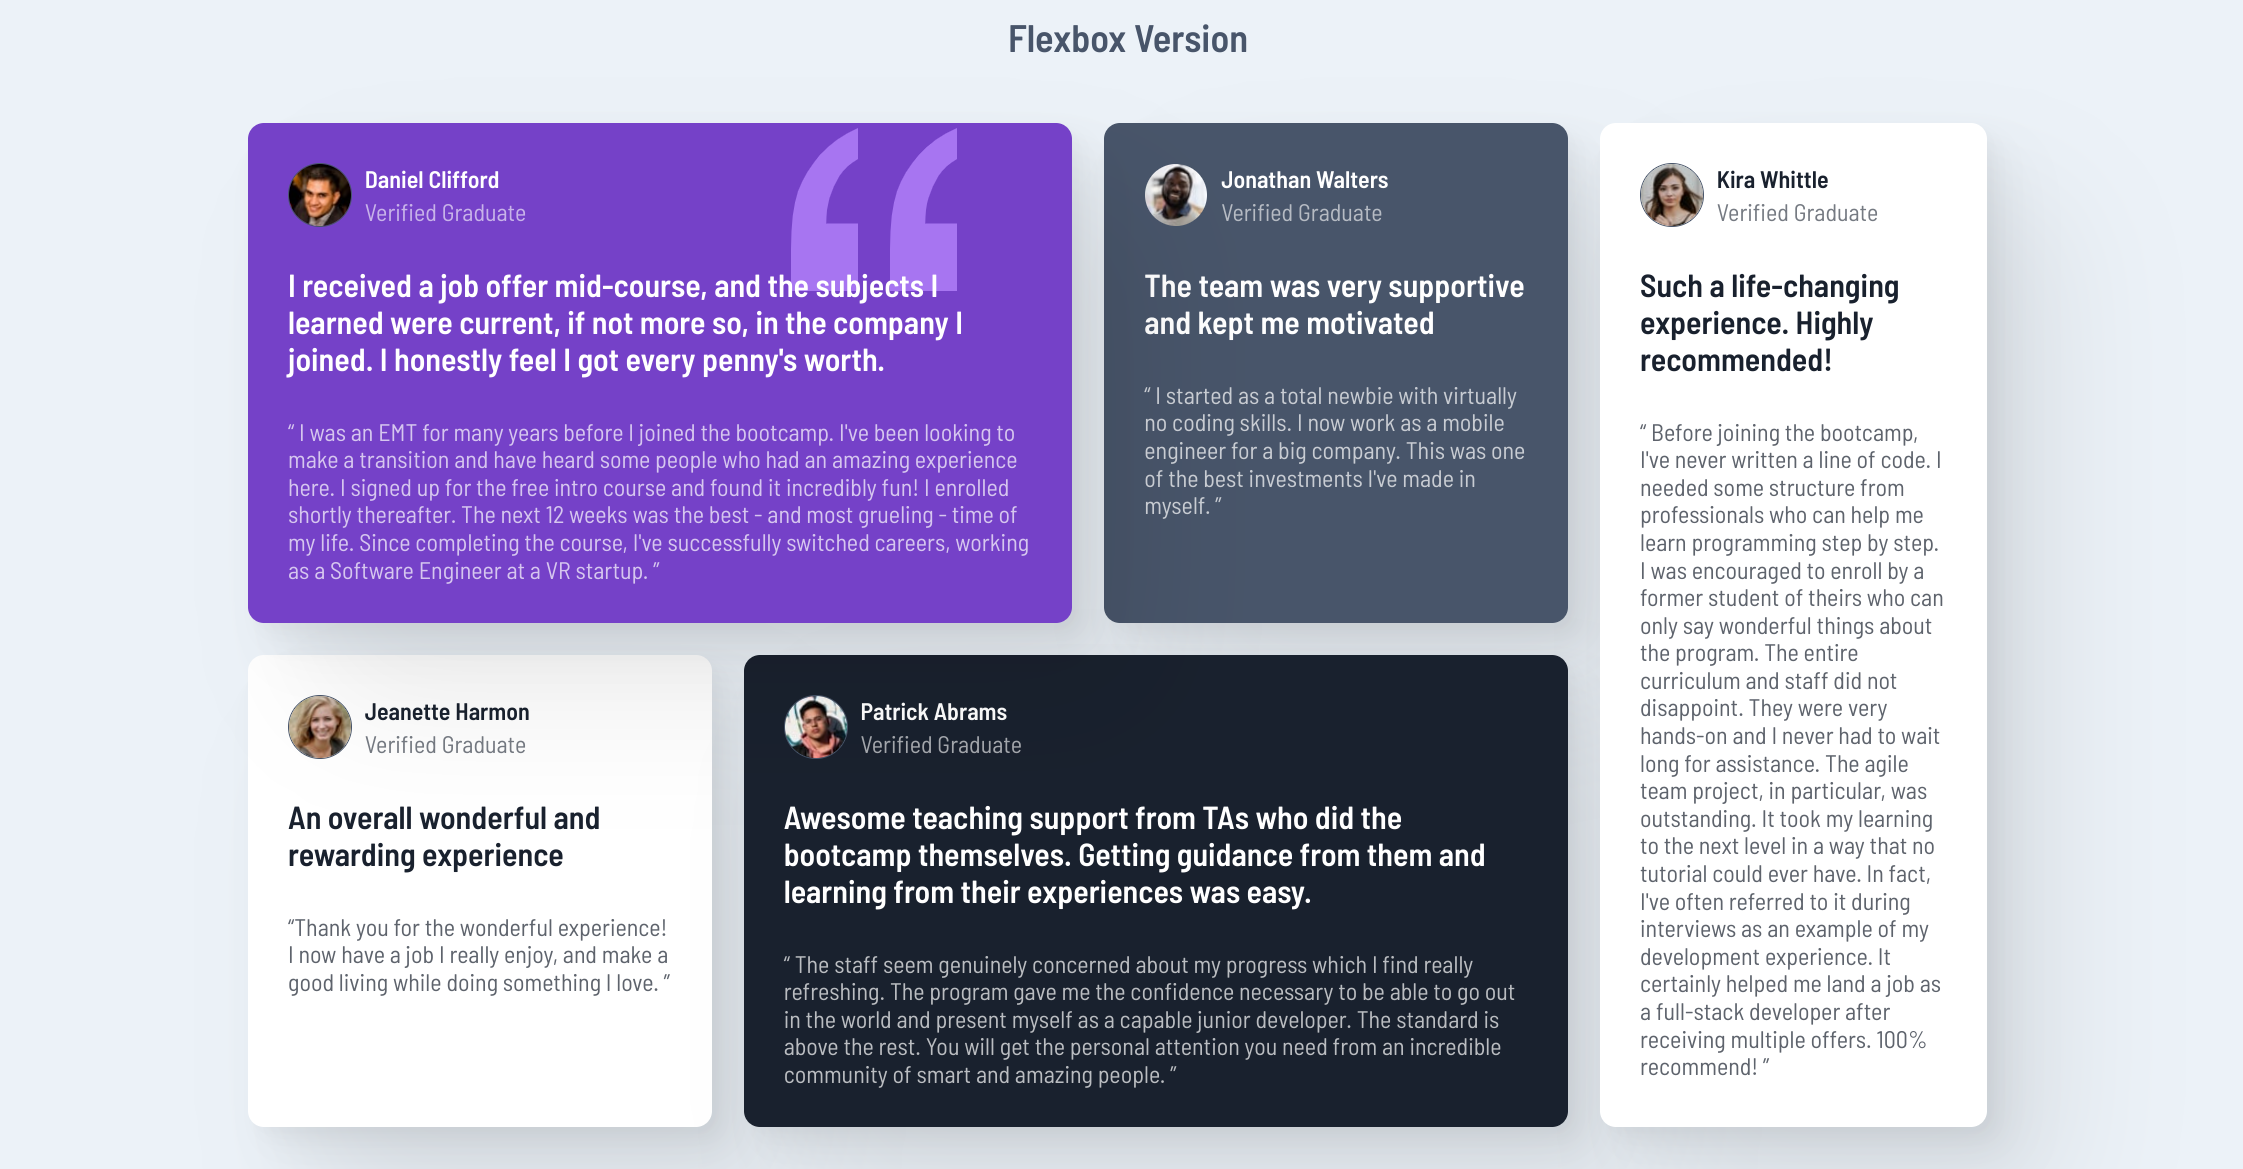 Flexbox Version
Daniel Clifford
Verified Graduate
I received a job offer mid-course, and the subjects I
learned were current, if not more so, in the company I
joined. I honestly feel I got every penny's worth.
“ I was an EMT for many years before I joined the bootcamp. I've been looking to
make a transition and have heard some people who had an amazing experience
here. I signed up for the free intro course and found it incredibly fun! I enrolled
shortly thereafter. The next 12 weeks was the best - and most grueling - time of
my life. Since completing the course, I've successfully switched careers, working
as a Software Engineer at a VR startup. ”
Jonathan Walters
Verified Graduate
The team was very supportive
and kept me motivated
“ I started as a total newbie with virtually
no coding skills. I now work as a mobile
engineer for a big company. This was one
of the best investments I've made in
myself. ”
Kira Whittle
Verified Graduate
Such a life-changing
experience. Highly
recommended!
“ Before joining the bootcamp,
I've never written a line of code. I
needed some structure from
professionals who can help me
learn programming step by step.
I was encouraged to enroll by a
former student of theirs who can
only say wonderful things about
the program. The entire
curriculum and staff did not
disappoint. They were very
hands-on and I never had to wait
long for assistance. The agile
team project, in particular, was
outstanding. It took my learning
to the next level in a way that no
tutorial could ever have. In fact,
I've often referred to it during
interviews as an example of my
development experience. It
certainly helped me land a job as
a full-stack developer after
receiving multiple offers. 100%
recommend! ”
Jeanette Harmon
Verified Graduate
An overall wonderful and
rewarding experience
“Thank you for the wonderful experience!
I now have a job I really enjoy, and make a
good living while doing something I love. ”
Patrick Abrams
Verified Graduate
Awesome teaching support from TAs who did the
bootcamp themselves. Getting guidance from them and
learning from their experiences was easy.
“ The staff seem genuinely concerned about my progress which I find really
refreshing. The program gave me the confidence necessary to be able to go out
in the world and present myself as a capable junior developer. The standard is
above the rest. You will get the personal attention you need from an incredible
community of smart and amazing people. ”